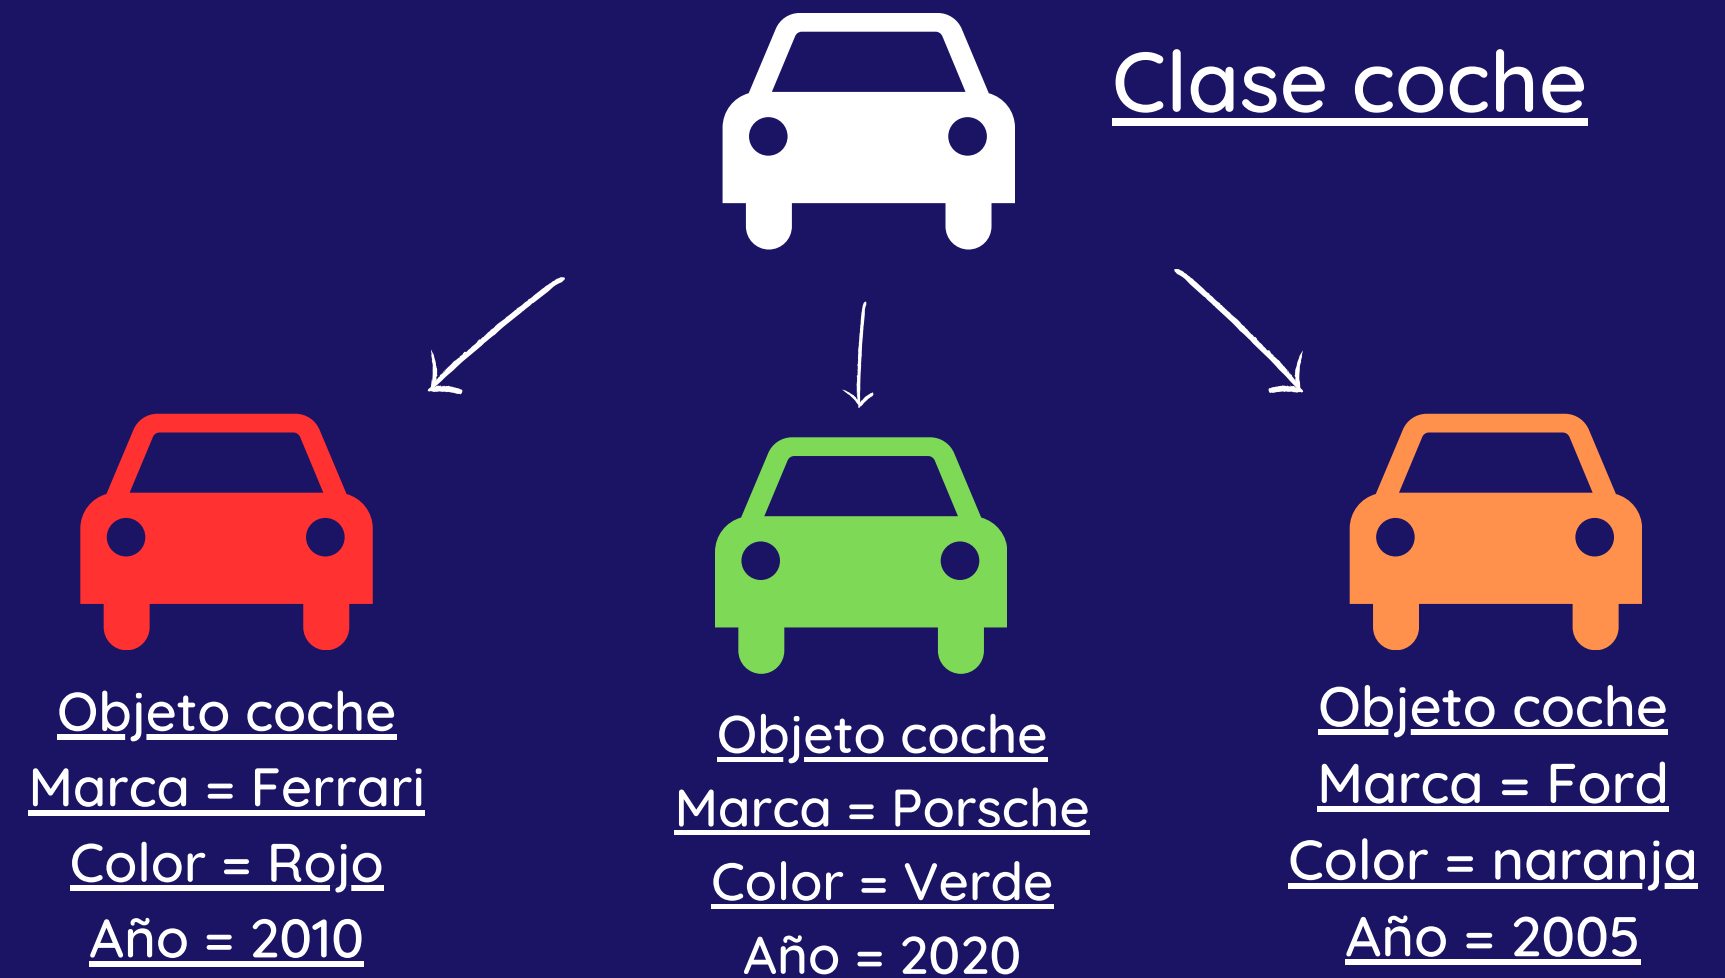 Clase coche
Objeto coche
Marca = Ferrari
Color = Rojo
Año = 2010
Objeto coche
Marca = Porsche
Color = Verde
Año = 2020
Objeto coche
Marca = Ford
Color = naranja
Año = 2005